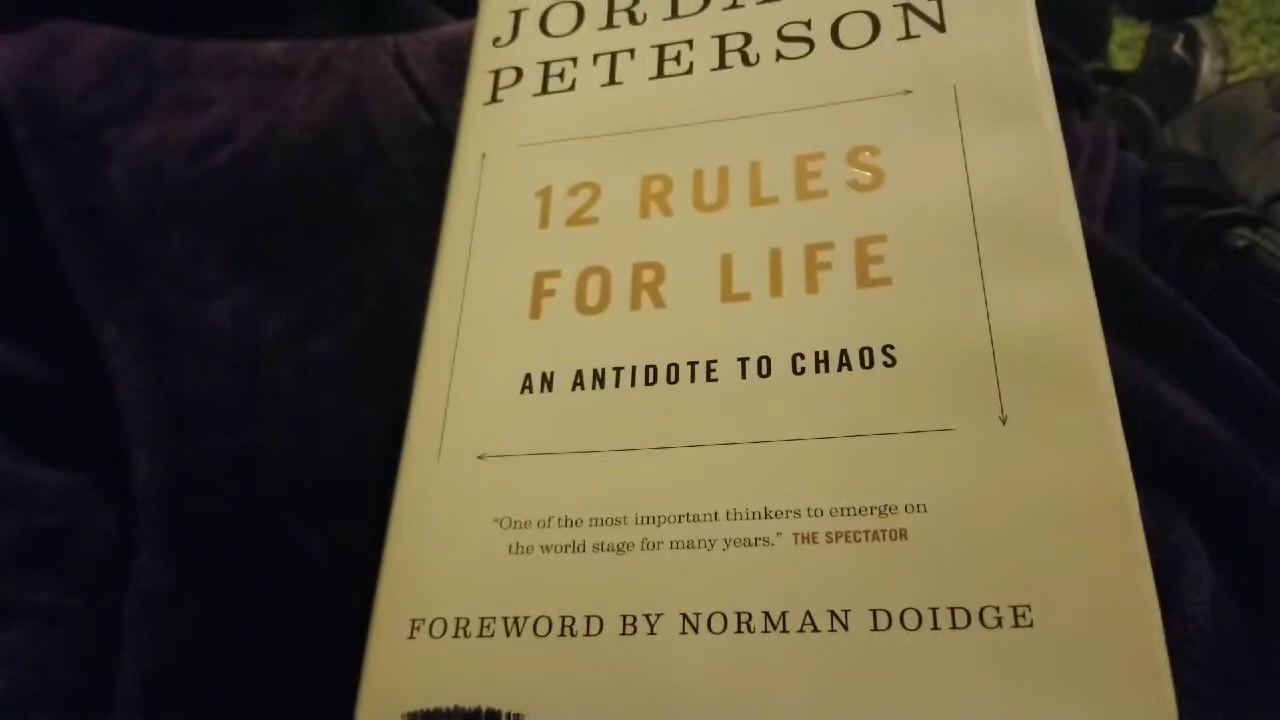 JORDA
PETERSON
12 RULES
FOR LIFE
AN ANTIDOTE TO CHAOS
"One of the most important thinkers to emerge on
the world stage for many years." THE SPECTATOR
FOREWORD BY NORMAN DOIDGE